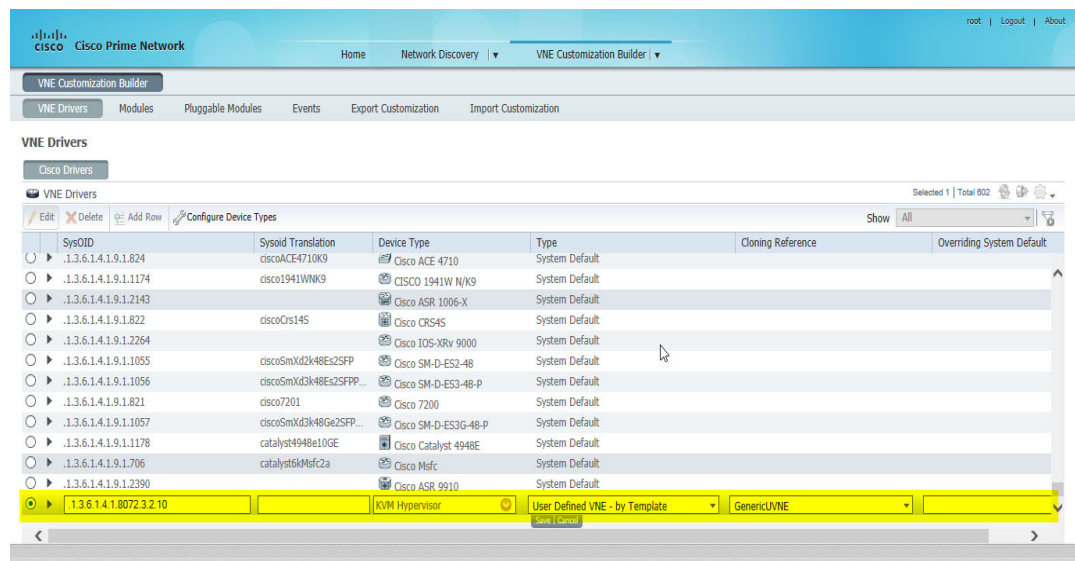 root | Logout | About
cisco Cisco Prime Network
Home Network Discovery | VNE Customization Builder |
VNE Customization Builder
VNE Drivers Modules Pluggable Modules Events Export Customization Import Customization
VNE Drivers
Cisco Drivers
VNE Drivers Selected 1 | Total 602
Edit Delete Add Row Configure Device Types Show All
SysOID Sysoid Translation Device Type Type Cloning Reference Overriding System Default
.1.3.6.1.4.1.9.1.824 ciscoACE4710K9 Cisco ACE 4710 System Default
.1.3.6.1.4.1.9.1.1174 cisco1941WNK9 CISCO 1941W N/K9 System Default
.1.3.6.1.4.1.9.1.2143 Cisco ASR 1006-X System Default
.1.3.6.1.4.1.9.1.822 ciscoCrs14S Cisco CRS4S System Default
.1.3.6.1.4.1.9.1.2264 Cisco IOS-XRv 9000 System Default
.1.3.6.1.4.1.9.1.1055 ciscoSmXd2k48Es2SFP Cisco SM-D-ES2-48 System Default
.1.3.6.1.4.1.9.1.1056 ciscoSmXd3k48Es2SFPP... Cisco SM-D-ES3-48-P System Default
.1.3.6.1.4.1.9.1.821 cisco7201 Cisco 7200 System Default
.1.3.6.1.4.1.9.1.1057 ciscoSmXd3k48Ge2SFP... Cisco SM-D-ES3G-48-P System Default
.1.3.6.1.4.1.9.1.1178 catalyst4948e10GE Cisco Catalyst 4948E System Default
.1.3.6.1.4.1.9.1.706 catalyst6kMsfc2a Cisco Msfc System Default
.1.3.6.1.4.1.9.1.2390 Cisco ASR 9910 System Default
.1.3.6.1.4.1.8072.3.2.10 KVM Hypervisor User Defined VNE - by Template GenericUVNE
Save | Cancel